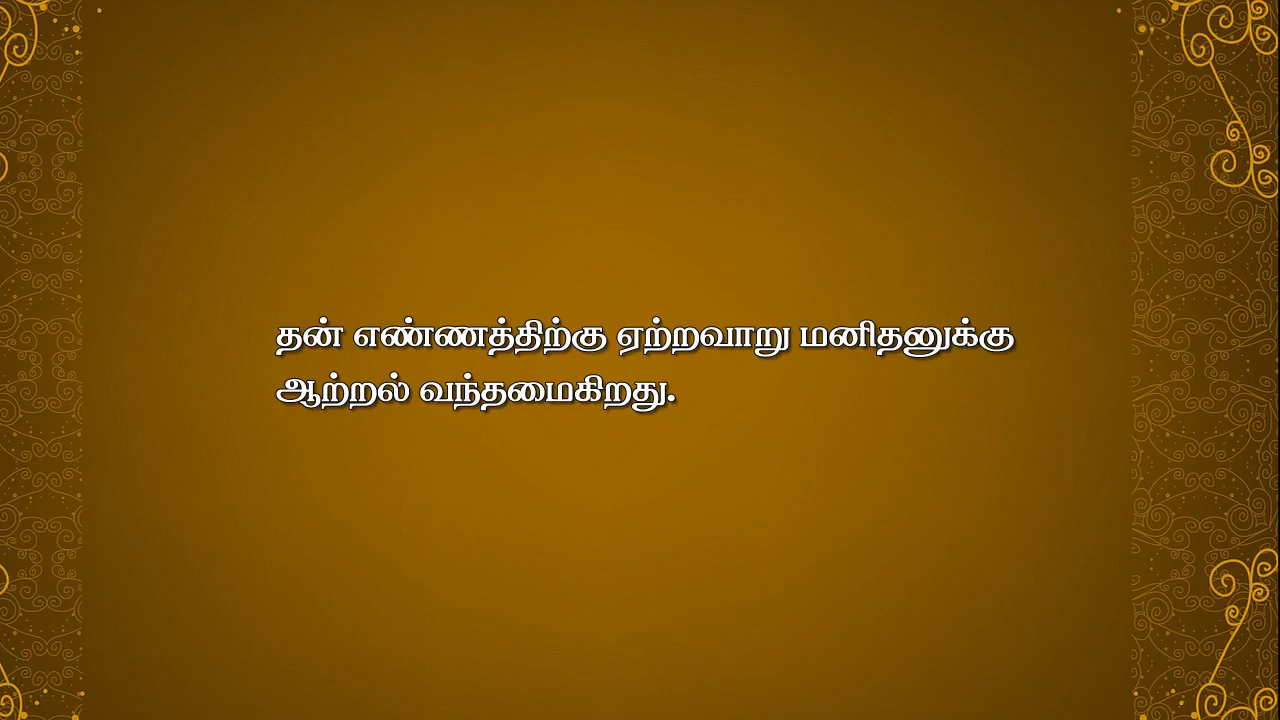 தன் எண்ணத்திற்கு ஏற்றவாறு மனிதனுக்கு
ஆற்றல் வந்தமைகிறது.